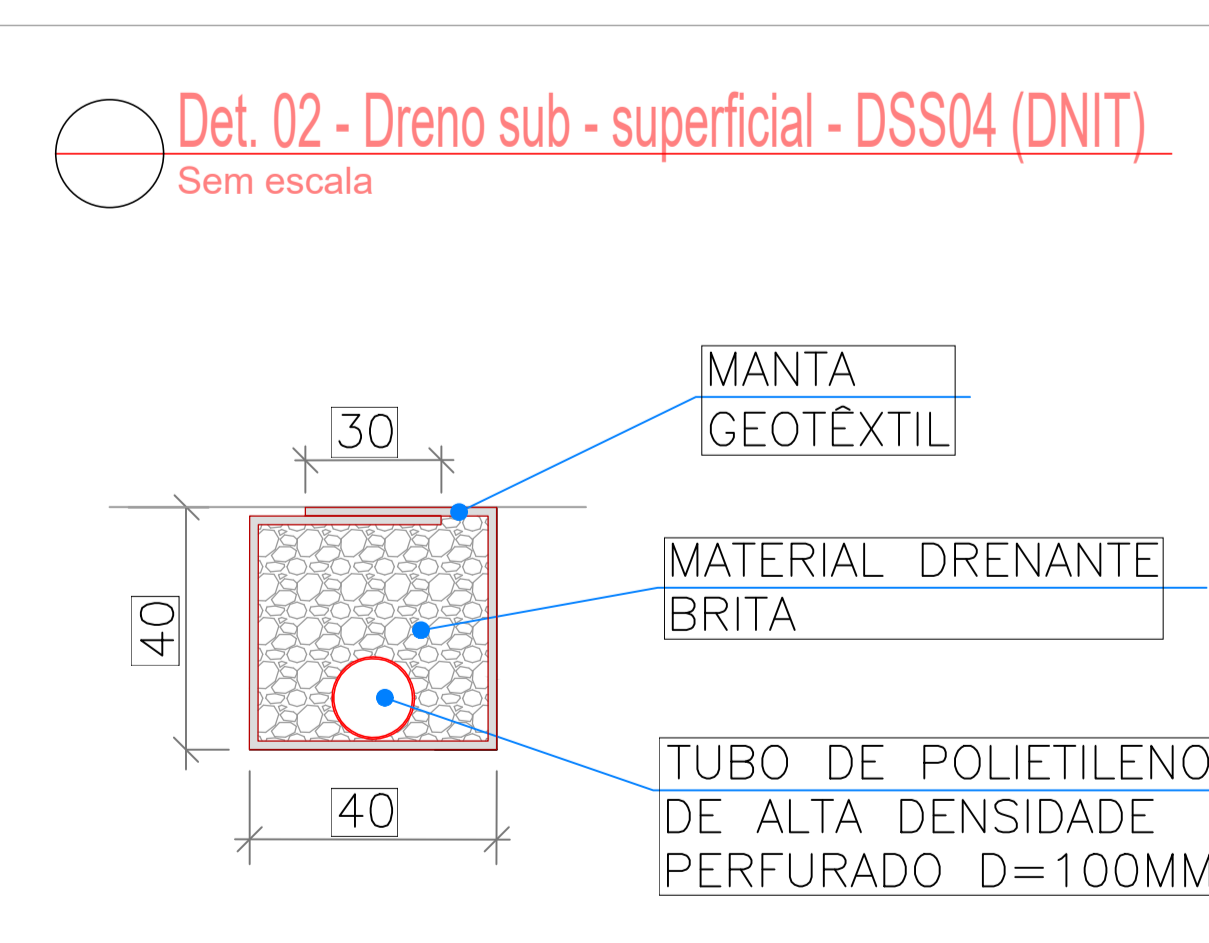 Det. 02 - Dreno sub - superficial - DSS04 (DNIT)
Sem escala
MANTA
GEOTÊXTIL
30
MATERIAL DRENANTE
BRITA
40
TUBO DE POLIETILENO
DE ALTA DENSIDADE
PERFURADO D=100MM
40